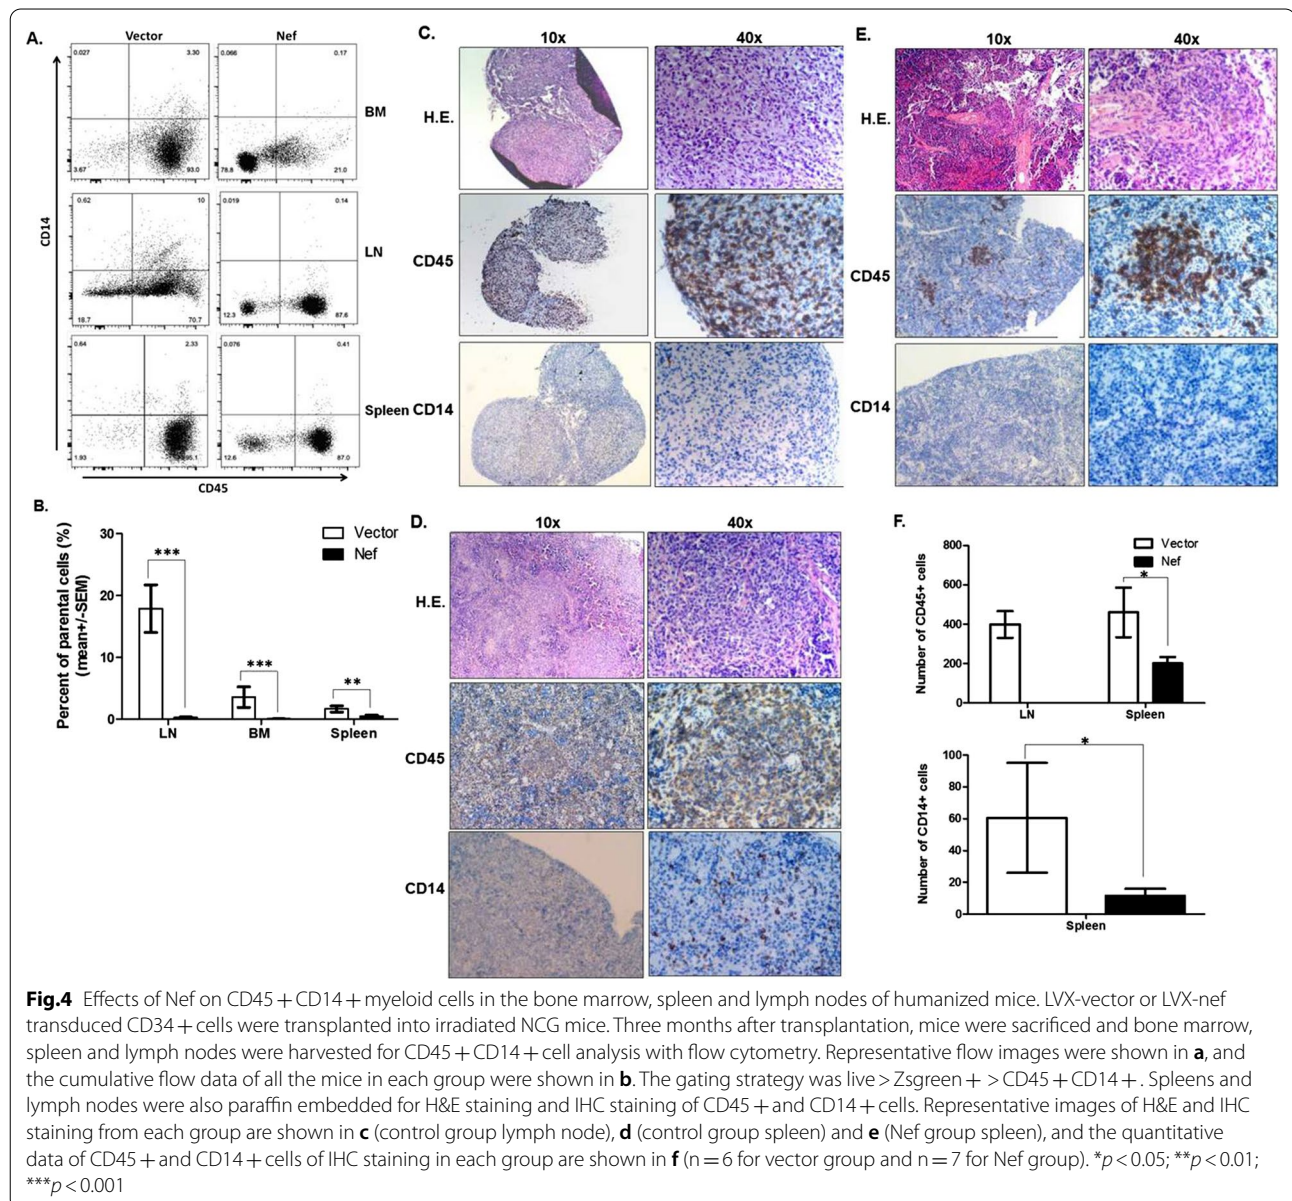 A.
Vector Nef
0.027 3.30 0.066 0.17
BM
3.67 93.0 78.8 21.0
0.62 10 0.019 0.14
LN
18.7 70.7 12.3 87.6
0.64 2.33 0.076 0.41
Spleen
1.93 95.1 12.6 87.0
CD14
CD45
B.
Percent of parental cells (%)
(mean+/-SEM)
30
20
10
0
Vector
Nef
*** *** **
LN BM Spleen
C.
10x 40x
H.E.
CD45
CD14
D.
10x 40x
H.E.
CD45
CD14
E.
10x 40x
H.E.
CD45
CD14
F.
Number of CD45+ cells
800
600
400
200
0
Vector
Nef
*
LN Spleen
Number of CD14+ cells
100
80
60
40
20
0
*
Spleen
Fig.4 Effects of Nef on CD45+CD14+myeloid cells in the bone marrow, spleen and lymph nodes of humanized mice. LVX-vector or LVX-nef
transduced CD34+cells were transplanted into irradiated NCG mice. Three months after transplantation, mice were sacrificed and bone marrow,
spleen and lymph nodes were harvested for CD45+CD14+cell analysis with flow cytometry. Representative flow images were shown in a, and
the cumulative flow data of all the mice in each group were shown in b. The gating strategy was live>Zsgreen+ >CD45+CD14+. Spleens and
lymph nodes were also paraffin embedded for H&E staining and IHC staining of CD45+and CD14+cells. Representative images of H&E and IHC
staining from each group are shown in c (control group lymph node), d (control group spleen) and e (Nef group spleen), and the quantitative
data of CD45+and CD14+cells of IHC staining in each group are shown in f (n=6 for vector group and n=7 for Nef group). *p<0.05; **p<0.01;
***p<0.001